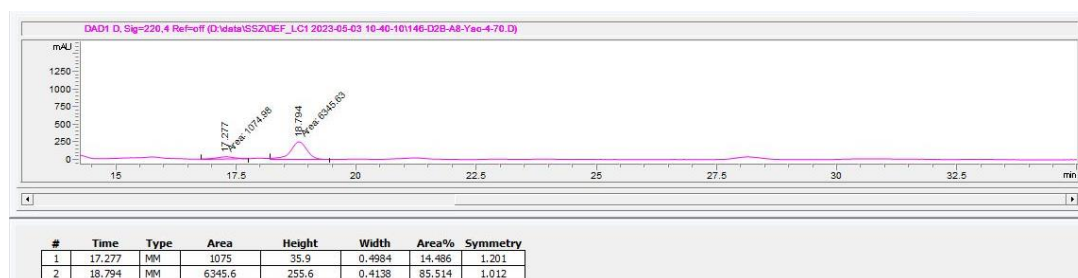 DAD1 D, Sig=220,4 Ref=off (D:\data\SSZ\DEF_LC1 2023-05-03 10-40-10\146-D2B-A8-Yao-4-70.D)
mAU
1250
1000
750
500
250
0
17.277
Area: 1074.98
18.794
Area: 6345.63
15 17.5 20 22.5 25 27.5 30 32.5 min
# Time Type Area Height Width Area% Symmetry
1 17.277 MM 1075 35.9 0.4984 14.486 1.201
2 18.794 MM 6345.6 255.6 0.4138 85.514 1.012